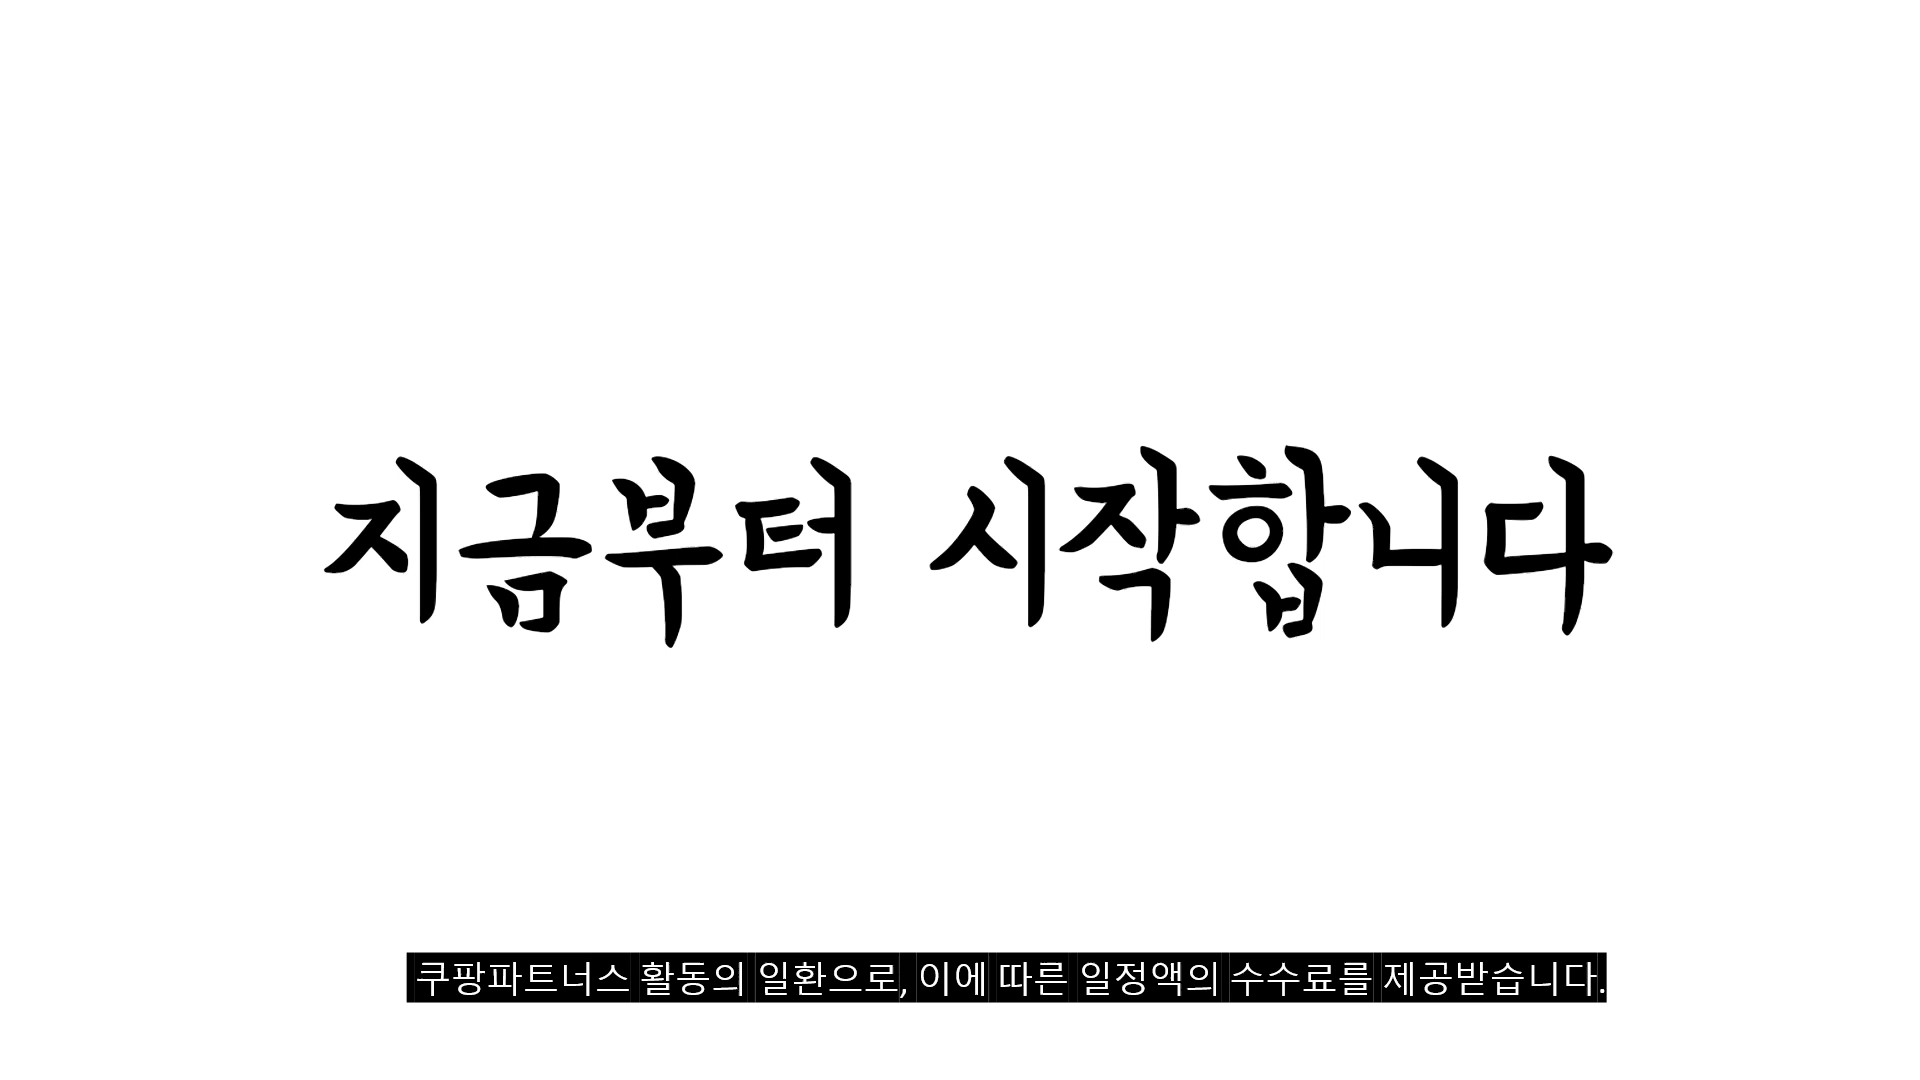 지금부터 시작합니다
쿠팡파트너스 활동의 일환으로, 이에 따른 일정액의 수수료를 제공받습니다.